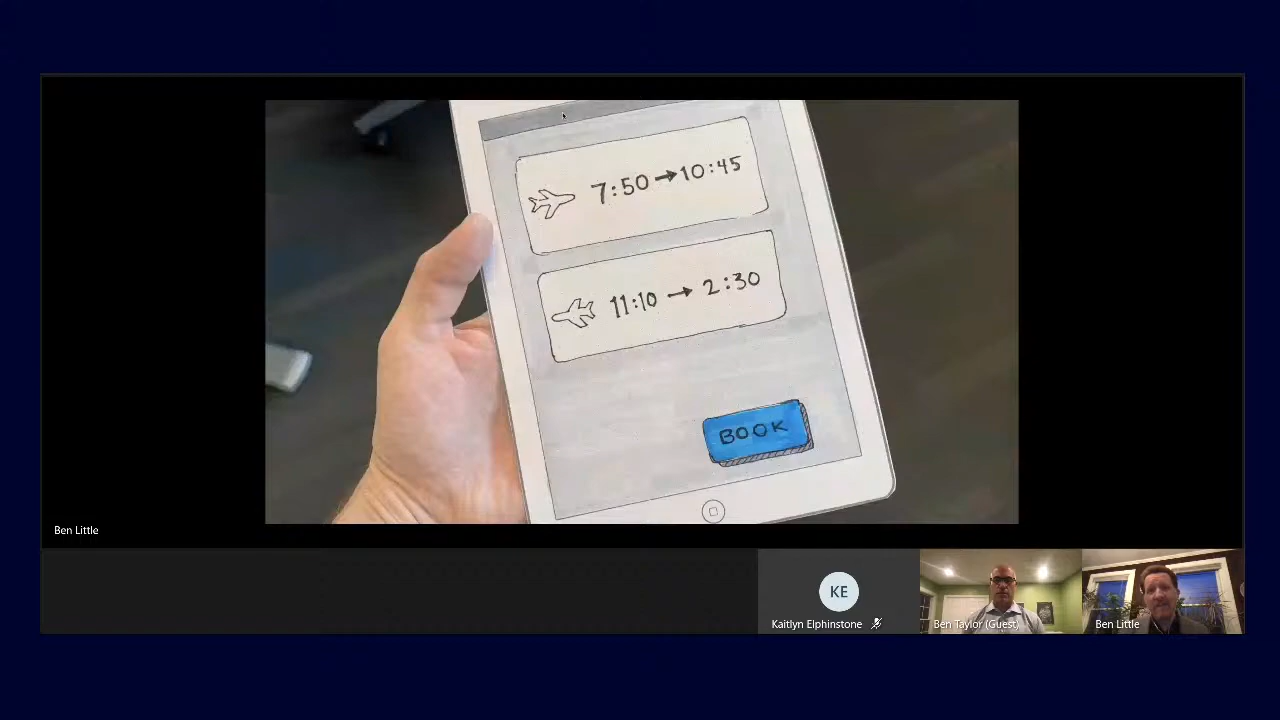 7:50 → 10:45
11:10 → 2:30
BOOK
Ben Little
KE
Kaitlyn Elphinstone
Ben Taylor (Guest)
Ben Little